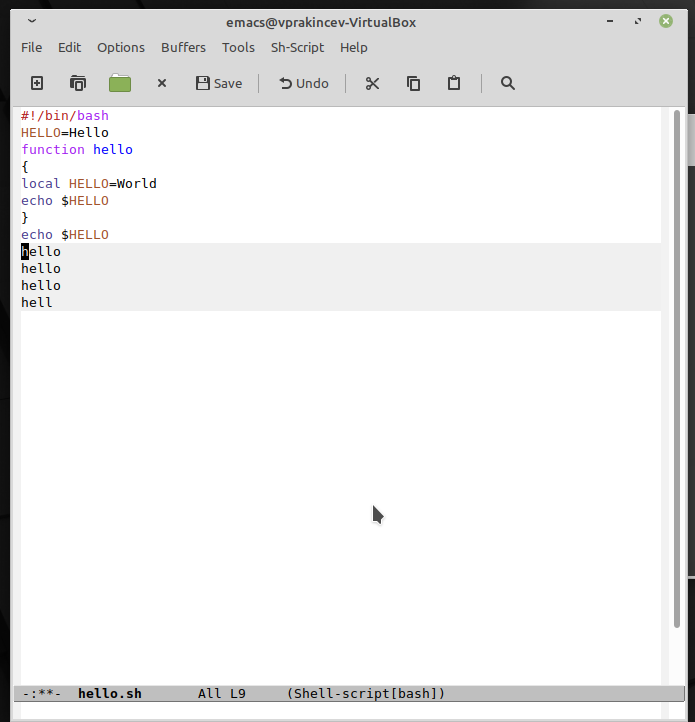 emacs@vprakincev-VirtualBox
File Edit Options Buffers Tools Sh-Script Help
Save Undo
#!/bin/bash
HELLO=Hello
function hello
{
local HELLO=World
echo $HELLO
}
echo $HELLO
hello
hello
hello
hell
-:**- hello.sh All L9 (Shell-script[bash])